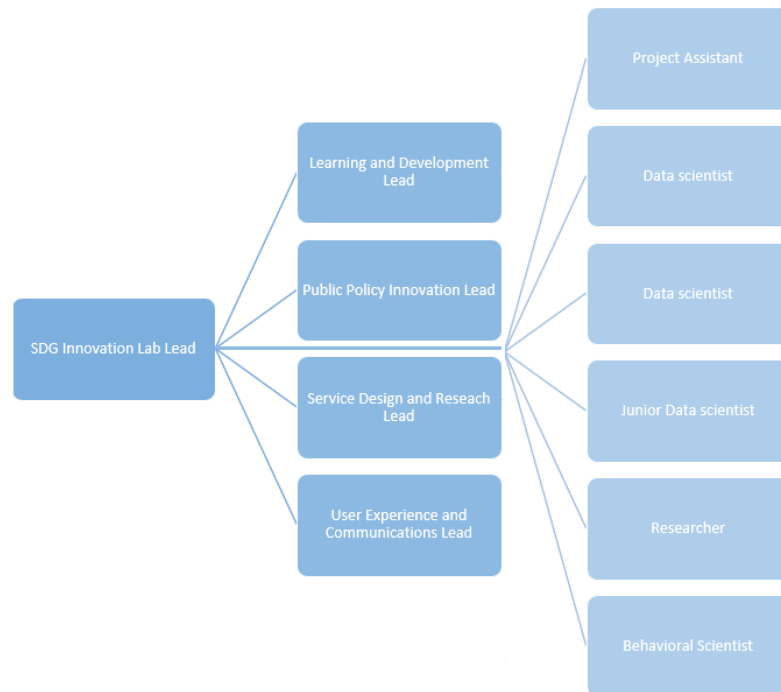 SDG Innovation Lab Lead
Learning and Development
Lead
Public Policy Innovation Lead
Service Design and Reseach
Lead
User Experience and
Communications Lead
Project Assistant
Data scientist
Data scientist
Junior Data scientist
Researcher
Behavioral Scientist